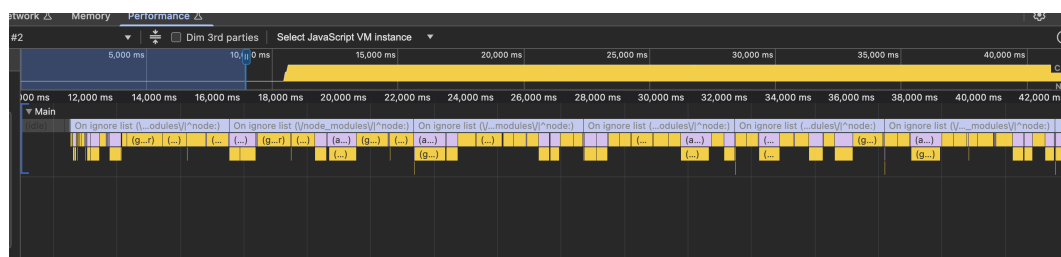 etwork Memory Performance
#2 Dim 3rd parties Select JavaScript VM instance
5,000 ms 10, 0 ms 15,000 ms 20,000 ms 25,000 ms 30,000 ms 35,000 ms 40,000 ms
C
N
00 ms 12,000 ms 14,000 ms 16,000 ms 18,000 ms 20,000 ms 22,000 ms 24,000 ms 26,000 ms 28,000 ms 30,000 ms 32,000 ms 34,000 ms 36,000 ms 38,000 ms 40,000 ms 42,000 m
Main
(idle) On ignore list (\...odules\/|^node:) On ignore list (\/node_modules\/|^node:) On ignore list (\/...modules\/|^node:) On ignore list (...odules\/|^node:) On ignore list (...dules\/|^node:) On ignore list (\/..._modules\/|^node:)
(g...r) (...) (... (...) (g...r) (...) (a...) (g...) (...) (a...) (...) (... (a...) (... (g...) (a...)
(...) (g...) (...) (... (g...)